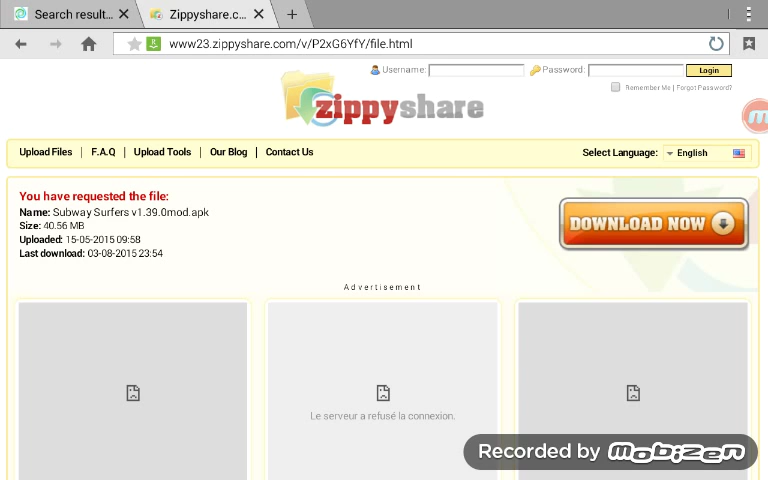 Search result...
Zippyshare.c...
www23.zippyshare.com/v/P2xG6YfY/file.html
Username:
Password:
Login
Remember Me | Forgot Password?
zippyshare
Upload Files | F.A.Q | Upload Tools | Our Blog | Contact Us
Select Language: English
You have requested the file:
Name: Subway Surfers v1.39.0mod.apk
Size: 40.56 MB
Uploaded: 15-05-2015 09:58
Last download: 03-08-2015 23:54
DOWNLOAD NOW
Advertisement
Le serveur a refusé la connexion.
Recorded by mobizen